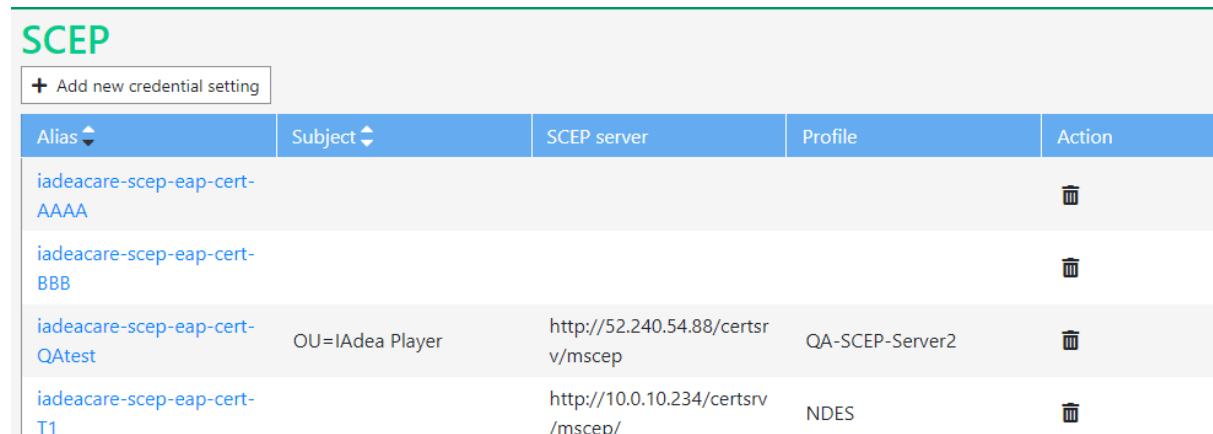 SCEP
+ Add new credential setting
Alias Subject SCEP server Profile Action
iadeacare-scep-eap-cert-
AAAA
iadeacare-scep-eap-cert-
BBB
iadeacare-scep-eap-cert-
QAtest
OU=IAdea Player
http://52.240.54.88/certsr
v/mscep
QA-SCEP-Server2
iadeacare-scep-eap-cert-
T1
http://10.0.10.234/certsrv
/mscep/
NDES